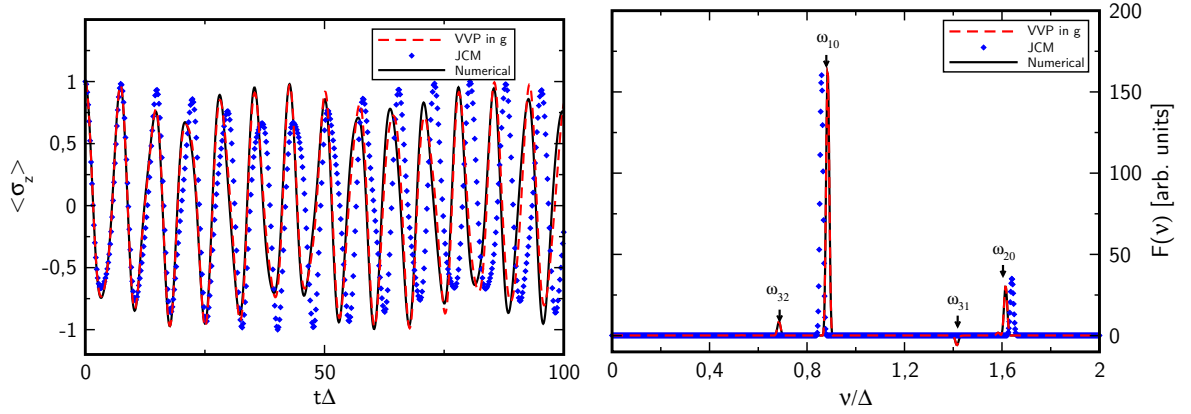 VVP in g
JCM
Numerical
1
0.5
0
-0.5
-1
<σz>
0
50
100
tΔ
VVP in g
JCM
Numerical
ω10
ω32
ω31
ω20
200
150
100
50
0
F(ν) [arb. units]
0
0,4
0,8
1,2
1,6
2
ν/Δ